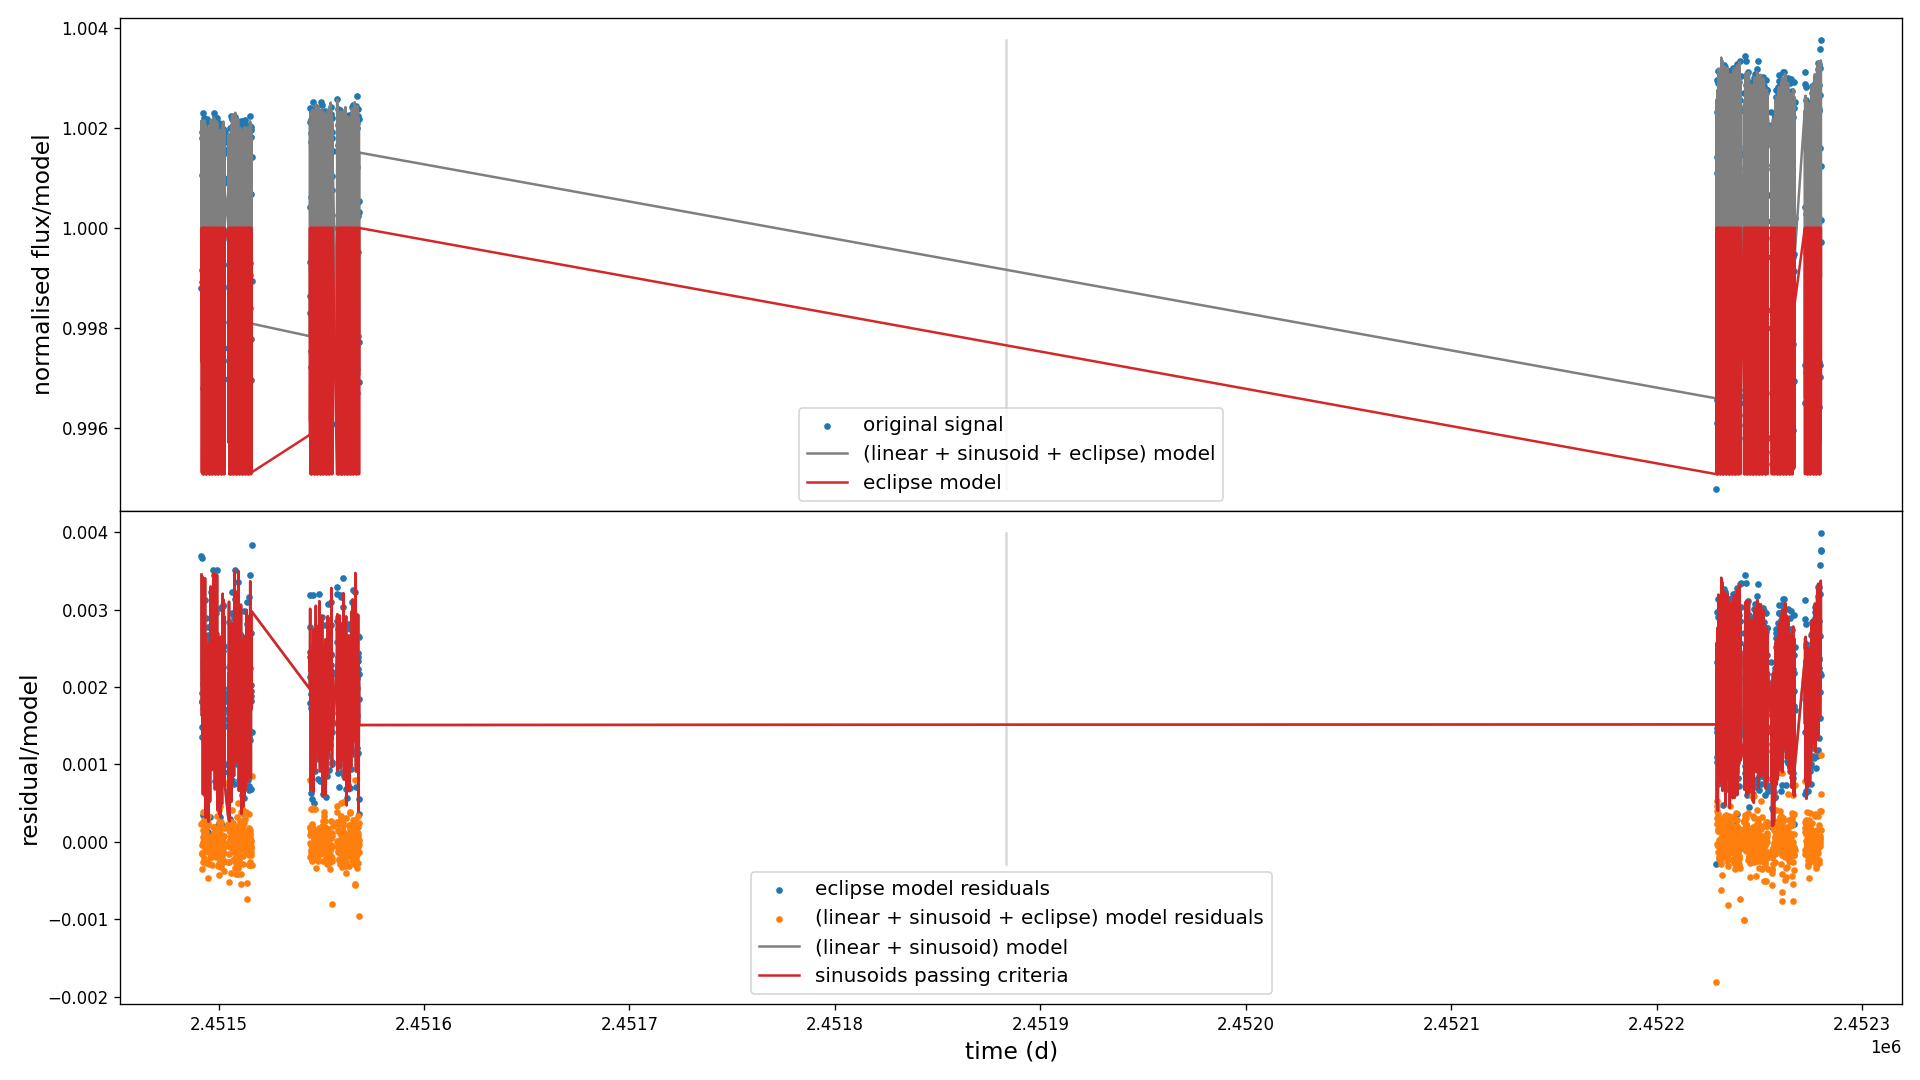 1.004
1.002
1.000
0.998
0.996
normalised flux/model
original signal
(linear + sinusoid + eclipse) model
eclipse model
0.004
0.003
0.002
0.001
0.000
−0.001
−0.002
residual/model
eclipse model residuals
(linear + sinusoid + eclipse) model residuals
(linear + sinusoid) model
sinusoids passing criteria
2.4515 2.4516 2.4517 2.4518 2.4519 2.4520 2.4521 2.4522 2.4523
1e6
time (d)